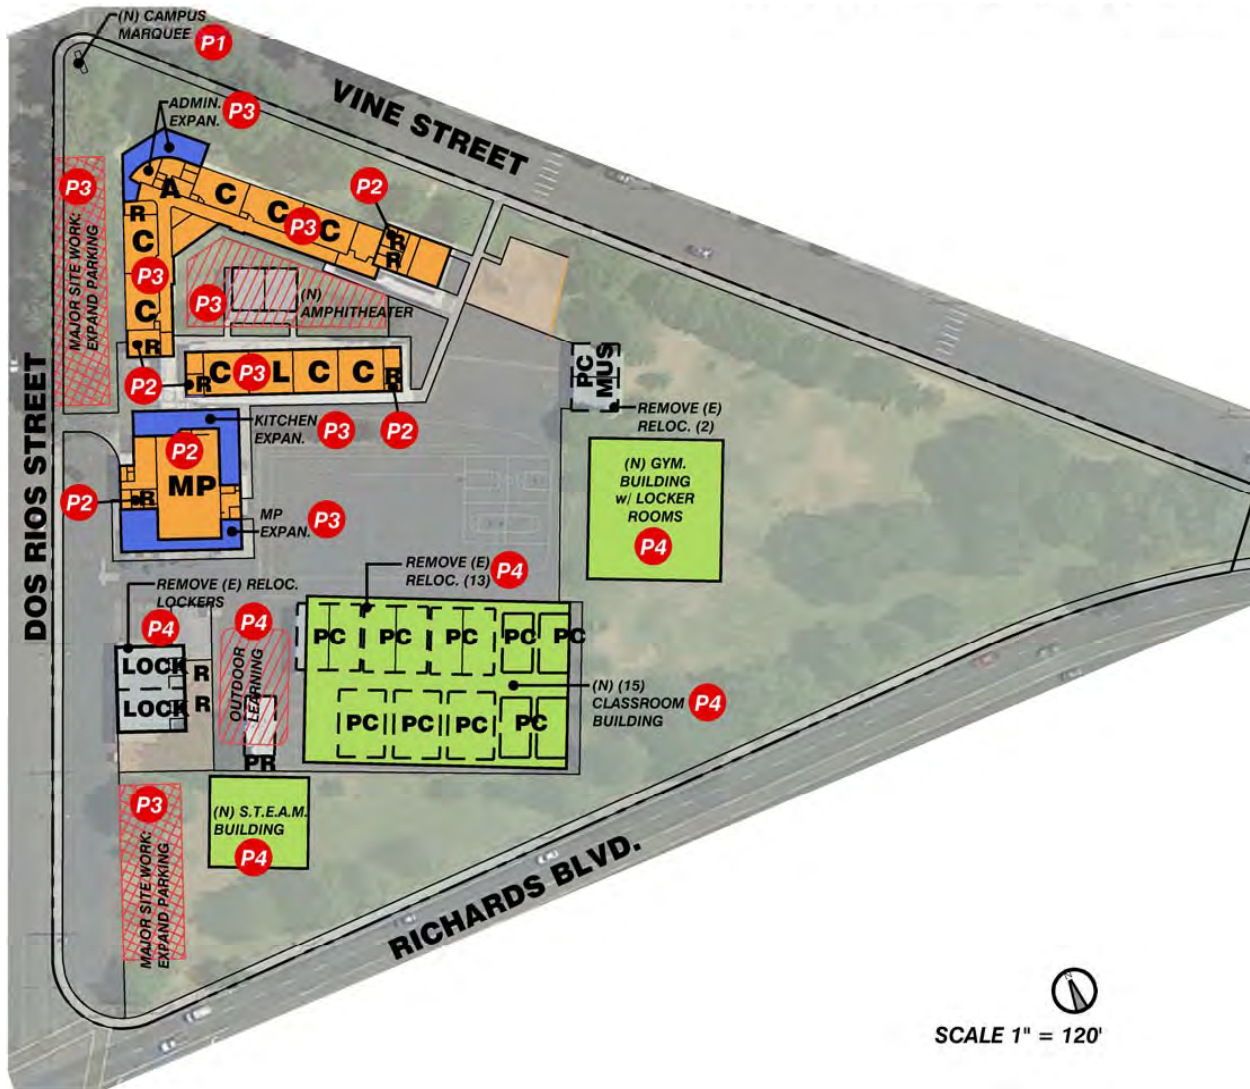 (N) CAMPUS
MARQUEE
P1
VINE STREET
ADMIN.
EXPAN.
P3
P2
P3
A
C
C
C
P3
R
R
R
C
P3
C
R
MAJOR SITE WORK:
EXPAND PARKING
P3
(N)
AMPHITHEATER
P2
R
C
P3
L
C
C
R
P2
PC
MUS
REMOVE (E)
RELOC. (2)
DOS RIOS STREET
KITCHEN
EXPAN.
P3
P2
MP
P2
R
MP
EXPAN.
P3
(N) GYM.
BUILDING
w/ LOCKER
ROOMS
P4
REMOVE (E)
RELOC. (13)
P4
REMOVE (E) RELOC.
LOCKERS
P4
P4
LOCK
R
LOCK
R
OUTDOOR
LEARNING
PR
PC
PC
PC
PC
PC
PC
PC
PC
PC
(N) (15)
CLASSROOM
BUILDING
P4
P3
MAJOR SITE WORK:
EXPAND PARKING
(N) S.T.E.A.M.
BUILDING
P4
RICHARDS BLVD.
N
SCALE 1" = 120'